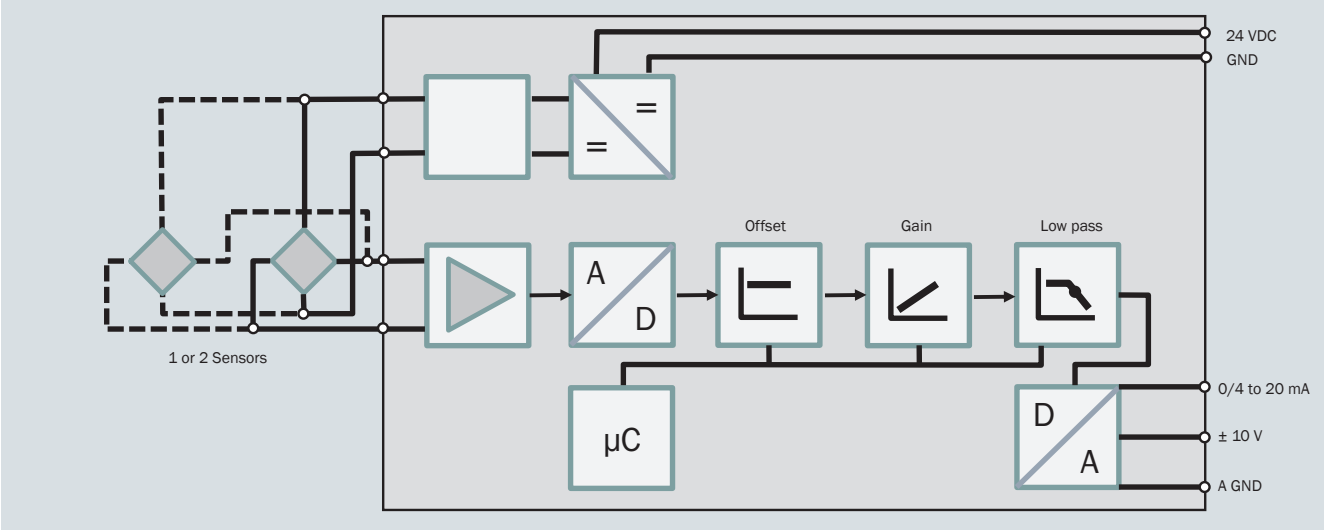 24 VDC
GND
=
=
Offset
Gain
Low pass
A
D
1 or 2 Sensors
µC
D
A
0/4 to 20 mA
± 10 V
A GND